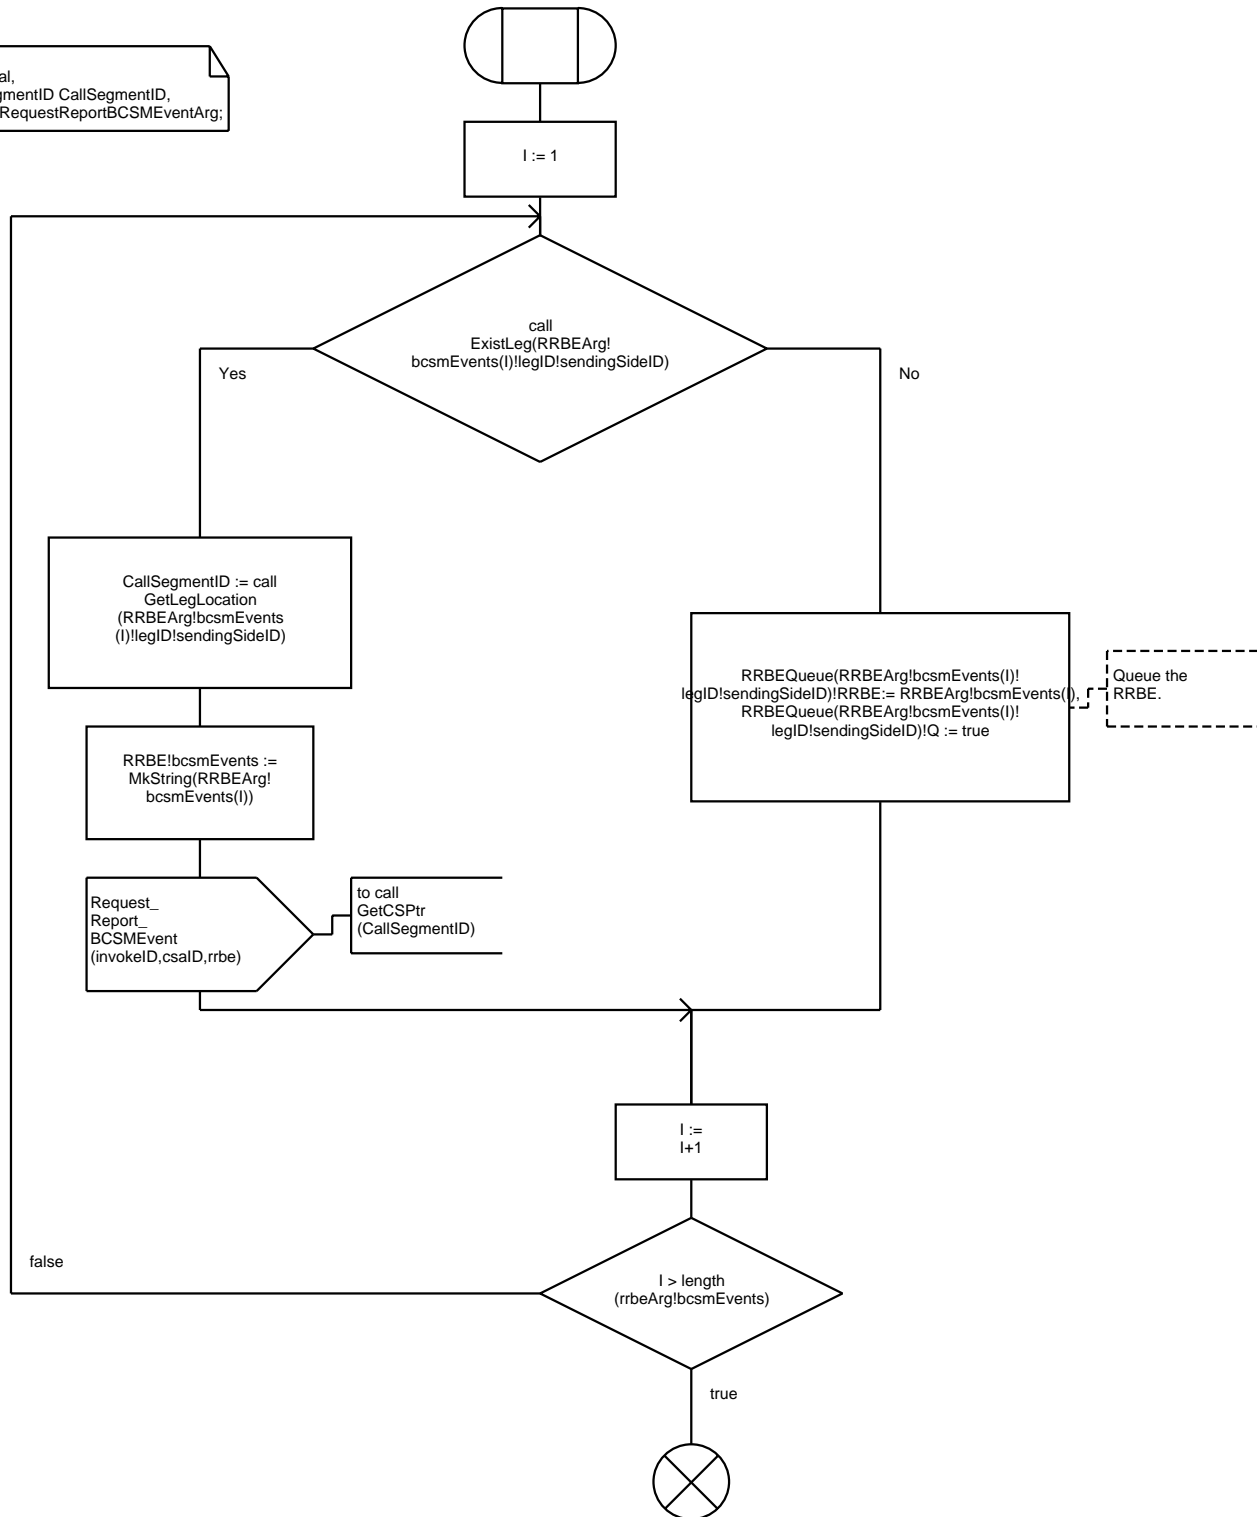 CallSegmentID,
RequestReportBCSMEventArg;
I := 1
call
ExistLeg(RRBEArg!
bcsmEvents(I)!legID!sendingSideID)
Yes
No
CallSegmentID := call
GetLegLocation
(RRBEArg!bcsmEvents
(I)!legID!sendingSideID)
RRBEQueue(RRBEArg!bcsmEvents(I)!
legID!sendingSideID)!RRBE:= RRBEArg!bcsmEvents(I),
RRBEQueue(RRBEArg!bcsmEvents(I)!
legID!sendingSideID)!Q := true
Queue the
RRBE.
RRBE!bcsmEvents :=
MkString(RRBEArg!
bcsmEvents(I))
Request_
Report_
BCSMEvent
(invokeID,csaID,rrbe)
to call
GetCSPtr
(CallSegmentID)
I :=
I+1
false
I > length
(rrbeArg!bcsmEvents)
true